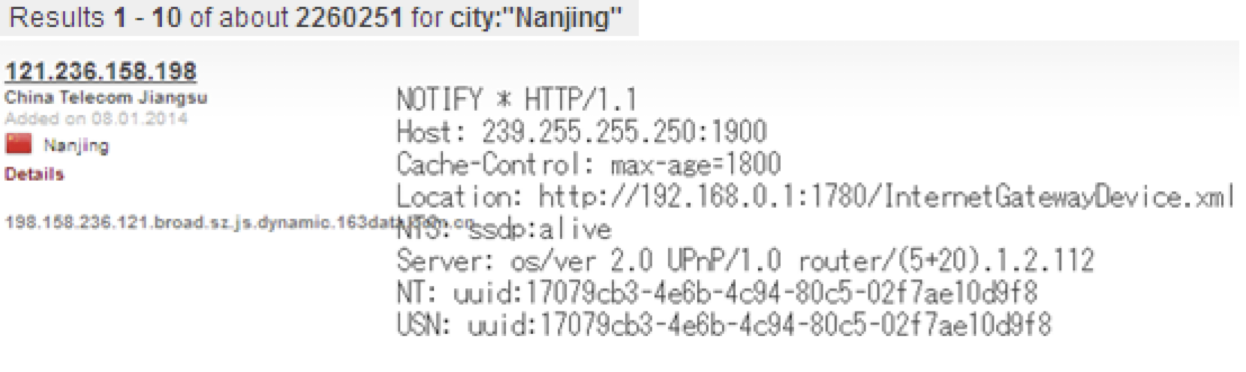 Results 1 - 10 of about 2260251 for city:"Nanjing"
121.236.158.198
China Telecom Jiangsu
Added on 08.01.2014
Nanjing
Details
198.158.236.121.broad.sz.js.dynamic.163data.com.cn
NOTIFY * HTTP/1.1
Host: 239.255.255.250:1900
Cache-Control: max-age=1800
Location: http://192.168.0.1:1780/InternetGatewayDevice.xml
NTS: ssdp:alive
Server: os/ver 2.0 UPnP/1.0 router/(5+20).1.2.112
NT: uuid:17079cb3-4e6b-4c94-80c5-02f7ae10d9f8
USN: uuid:17079cb3-4e6b-4c94-80c5-02f7ae10d9f8